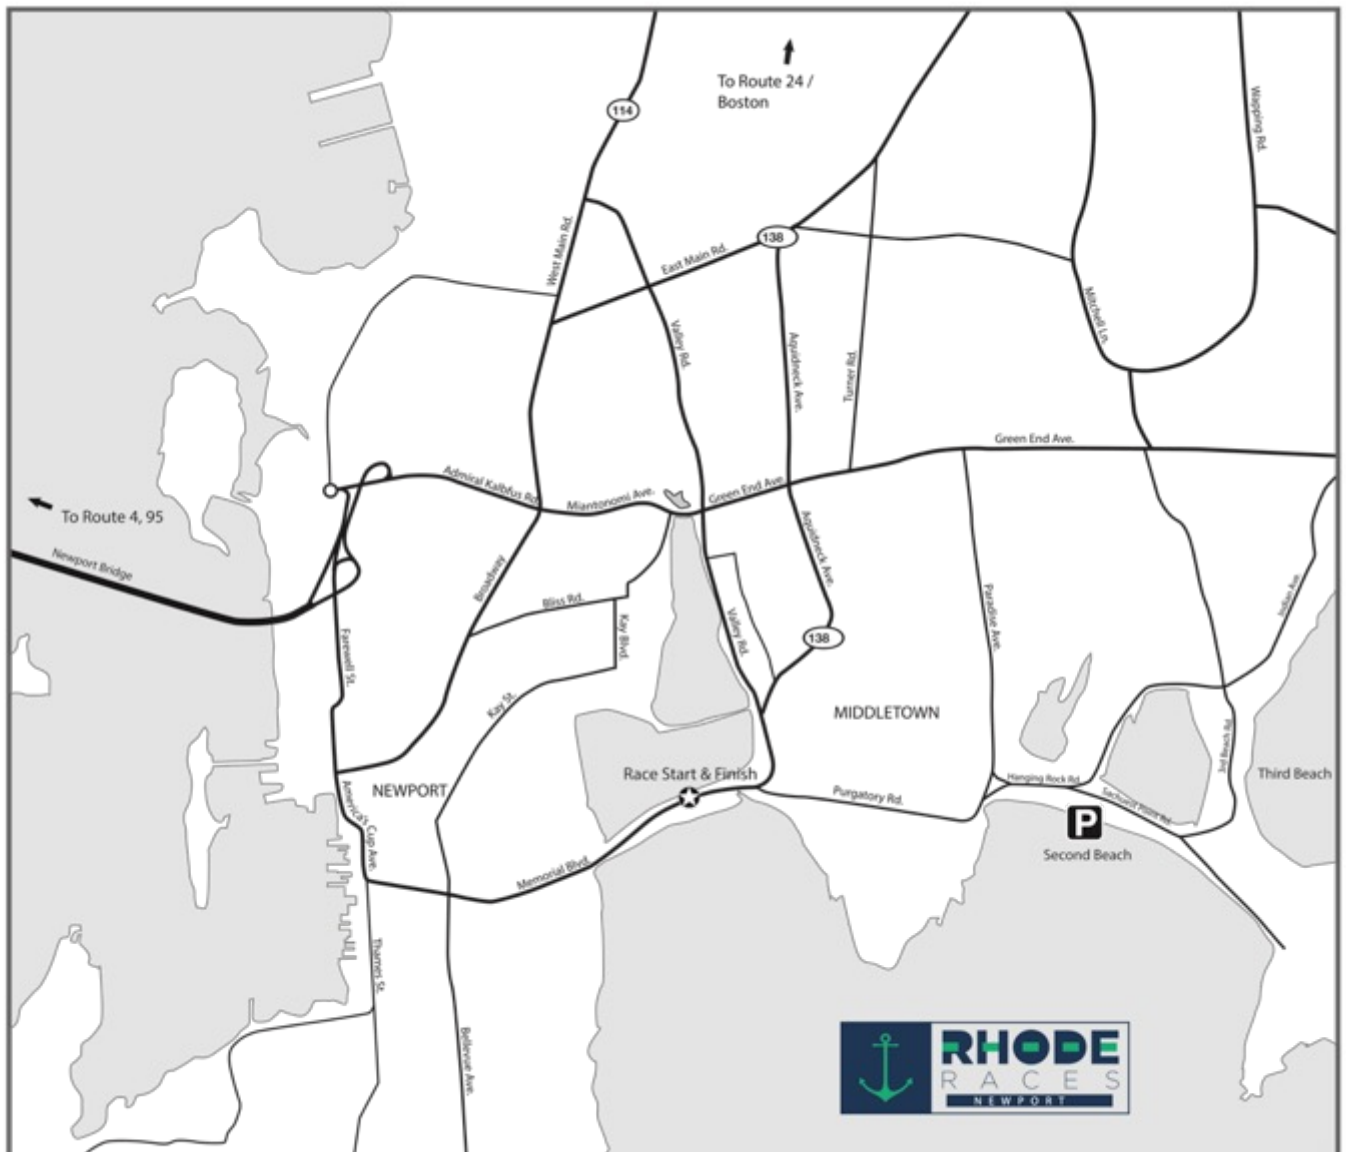 114
To Route 24 /
Boston
Wapping Rd.
West Main Rd.
138
East Main Rd.
Mitchell Ln.
Valley Rd.
Aquidneck Ave.
Turner Rd.
Green End Ave.
Admiral Kalbfus Rd.
Miantonomi Ave.
Green End Ave.
To Route 4, 95
Newport Bridge
Aquidneck Ave.
Broadway
Bliss Rd.
Kay Blvd.
Valley Rd.
138
Paradise Ave.
Indian Ave.
Farewell St.
Kay St.
MIDDLETOWN
3rd Beach Rd
Race Start & Finish
Third Beach
NEWPORT
Hanging Rock Rd.
Purgatory Rd.
Sachuest Point Rd.
America's Cup Ave.
P
Second Beach
Memorial Blvd.
Thames St.
Bellevue Ave.
RHODE
RACES
NEWPORT